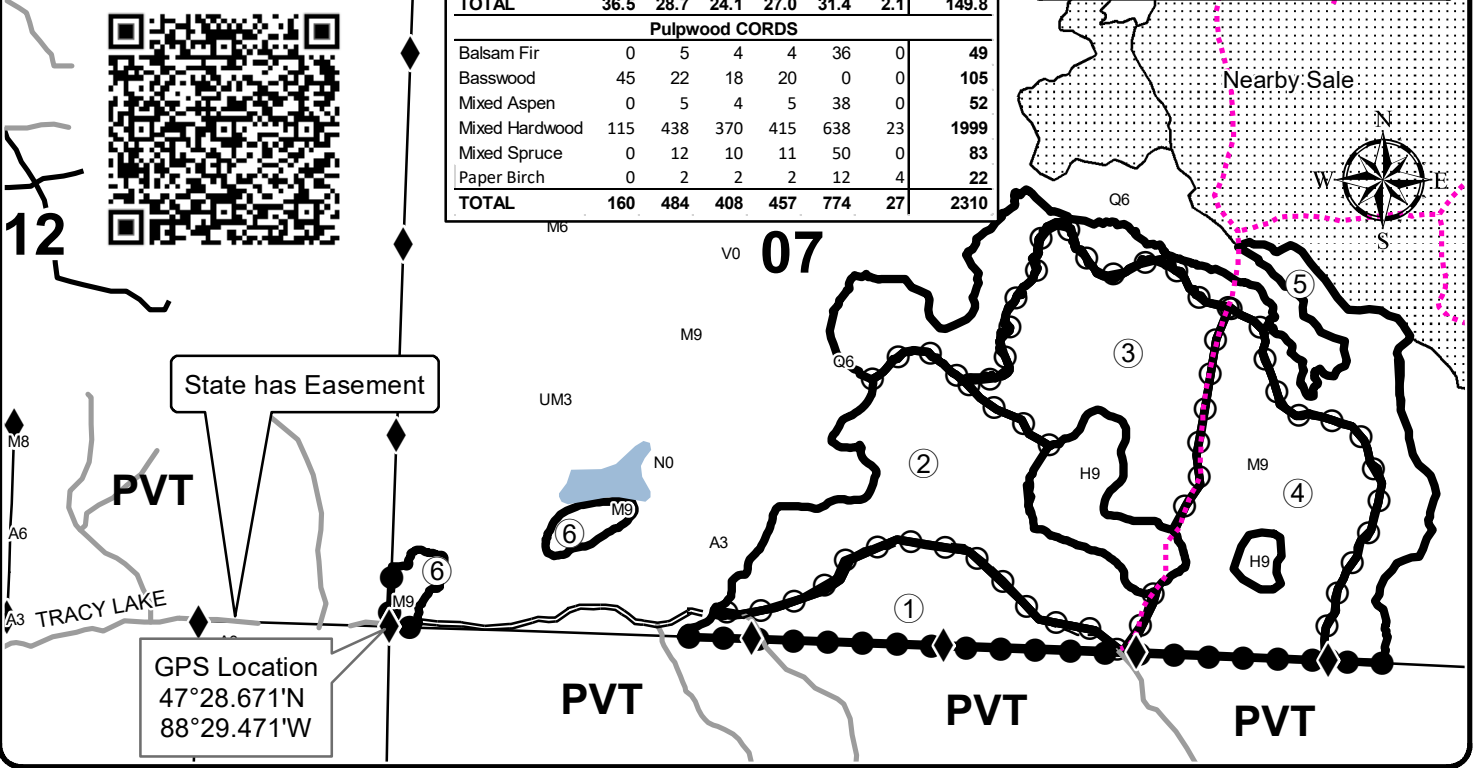 TOTAL 36.5 28.7 24.1 27.0 31.4 2.1 149.8
Pulpwood CORDS
Balsam Fir 0 5 4 4 36 0 49
Basswood 45 22 18 20 0 0 105
Mixed Aspen 0 5 4 5 38 0 52
Mixed Hardwood 115 438 370 415 638 23 1999
Mixed Spruce 0 12 10 11 50 0 83
Paper Birch 0 2 2 2 12 4 22
TOTAL 160 484 408 457 774 27 2310
Nearby Sale
N
W E
S
Q6
12
M6
V0
07
5
M9
3
Q6
State has Easement
UM3
M8
N0
2
H9
M9
4
PVT
M9
6
A6
A3
H9
6
M9
1
A3
TRACY LAKE
GPS Location
47°28.671'N
88°29.471'W
PVT
PVT
PVT